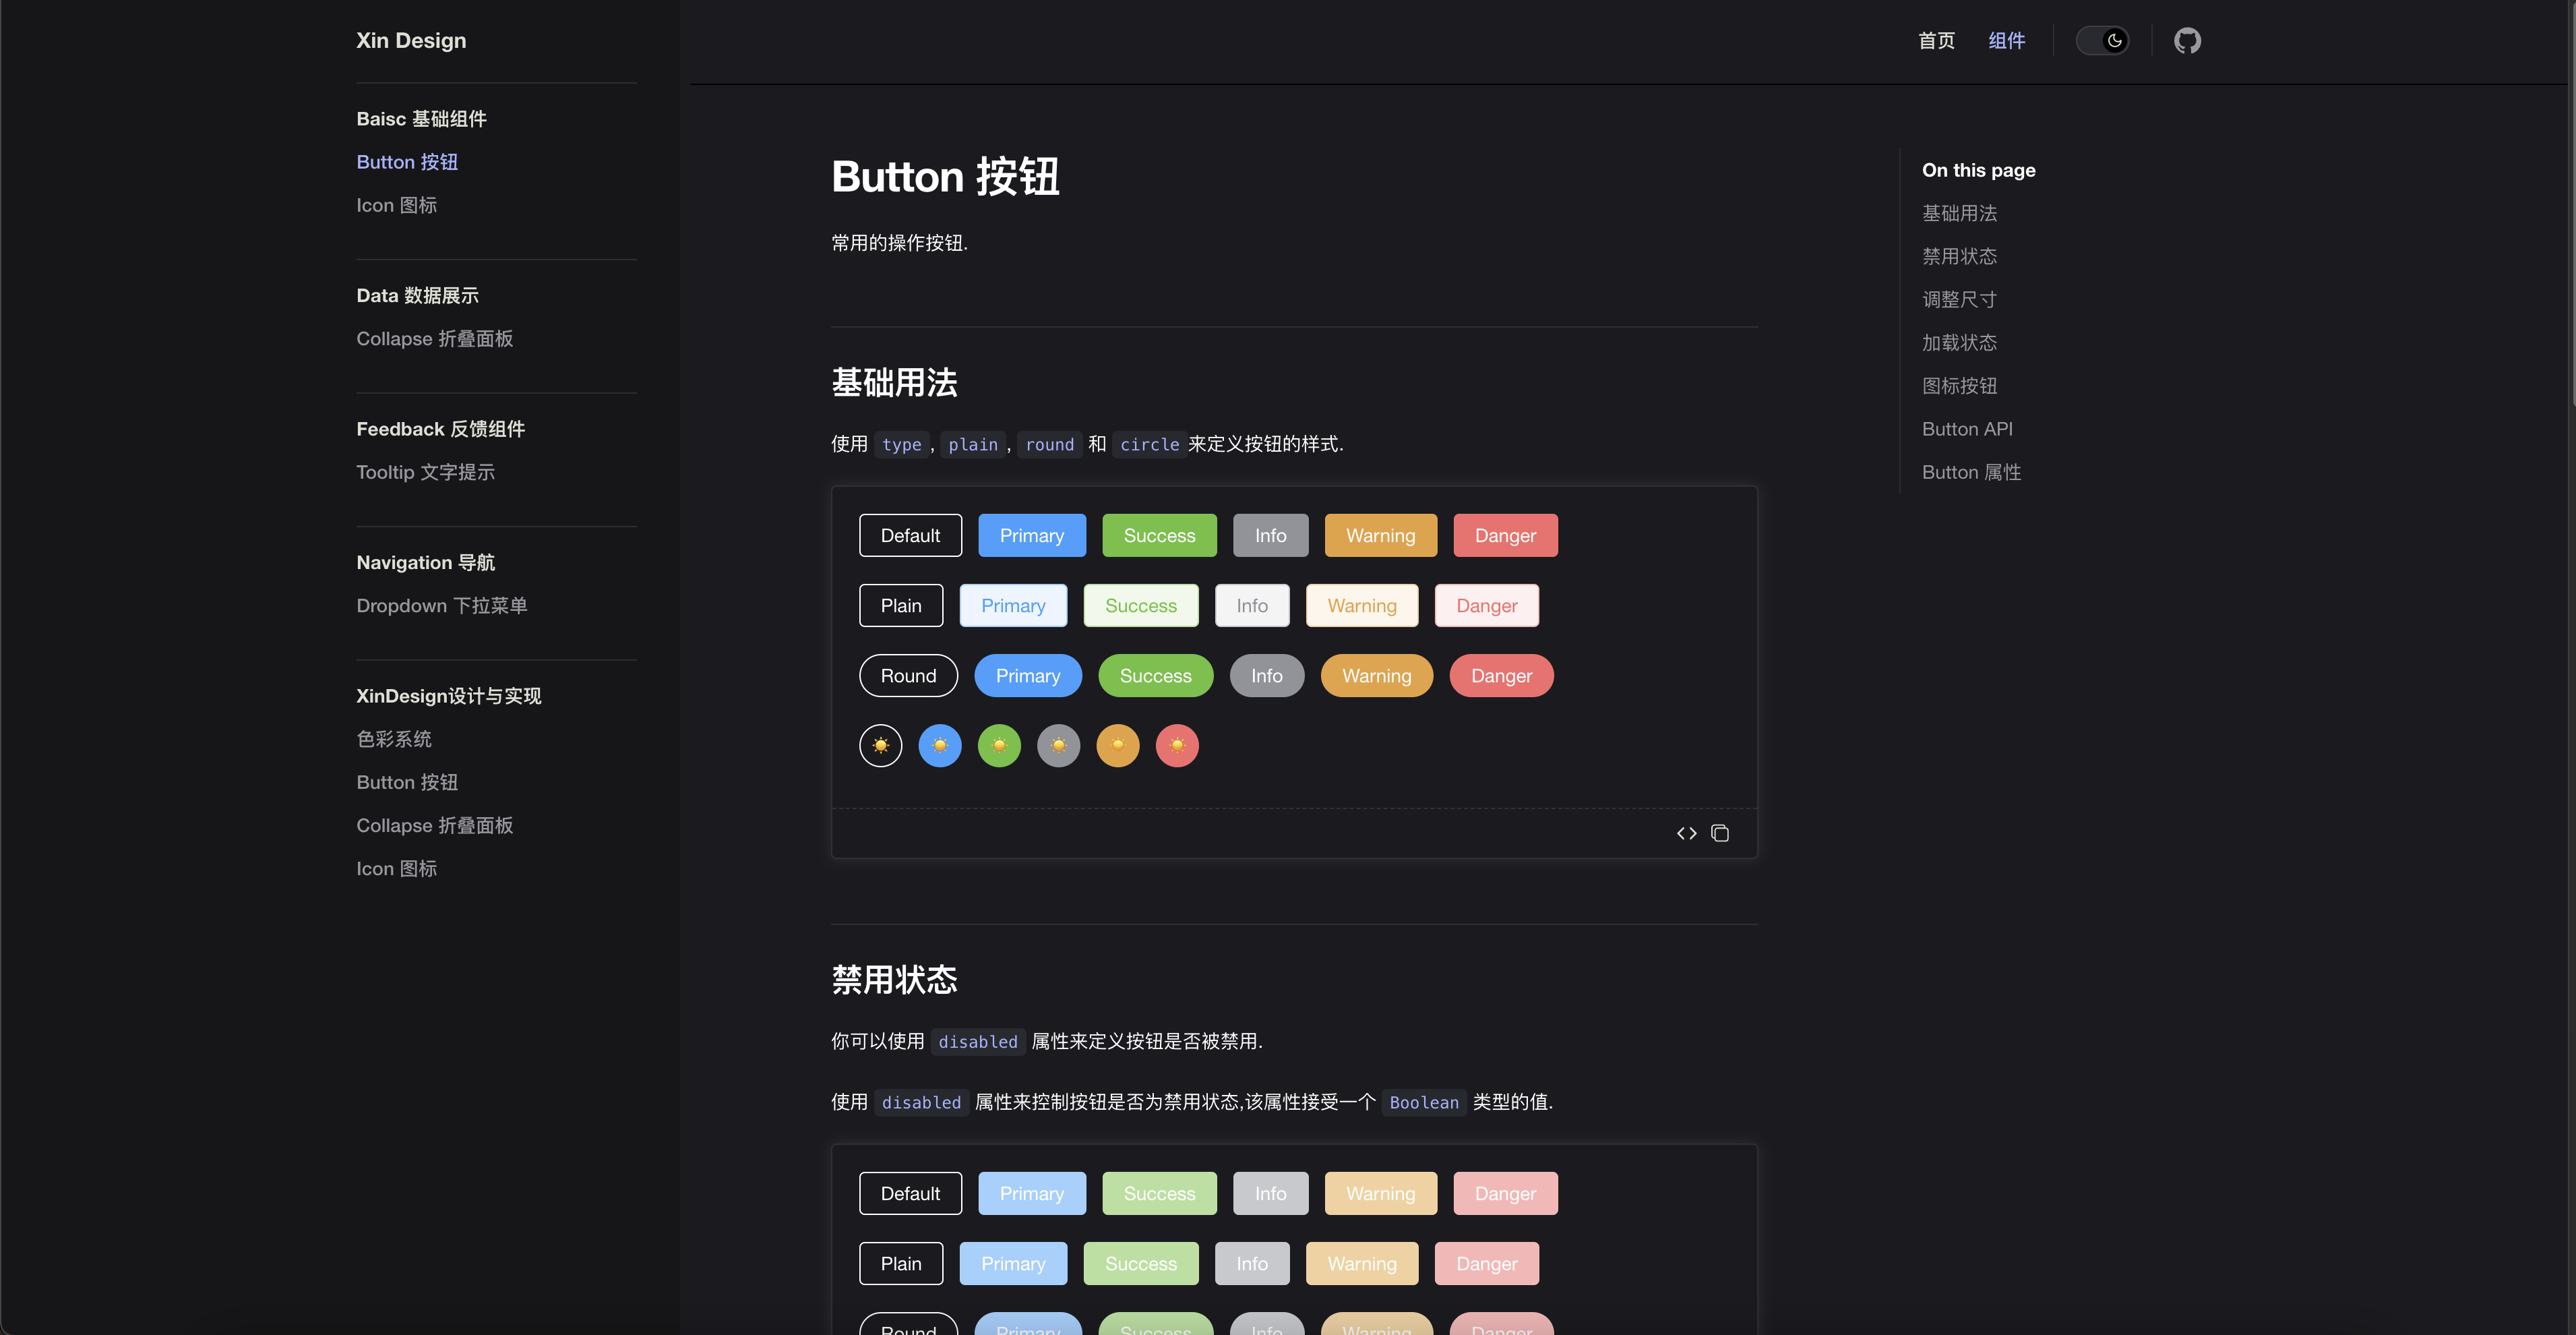 Xin Design
首页 组件
Baisc 基础组件
Button 按钮
Icon 图标
Data 数据展示
Collapse 折叠面板
Feedback 反馈组件
Tooltip 文字提示
Navigation 导航
Dropdown 下拉菜单
XinDesign设计与实现
色彩系统
Button 按钮
Collapse 折叠面板
Icon 图标
Button 按钮
常用的操作按钮.
基础用法
使用 type, plain, round 和 circle 来定义按钮的样式.
Default Primary Success Info Warning Danger
Plain Primary Success Info Warning Danger
Round Primary Success Info Warning Danger
禁用状态
你可以使用 disabled 属性来定义按钮是否被禁用.
使用 disabled 属性来控制按钮是否为禁用状态,该属性接受一个 Boolean 类型的值.
Default Primary Success Info Warning Danger
Plain Primary Success Info Warning Danger
Round Primary Success Info Warning Danger
On this page
基础用法
禁用状态
调整尺寸
加载状态
图标按钮
Button API
Button 属性